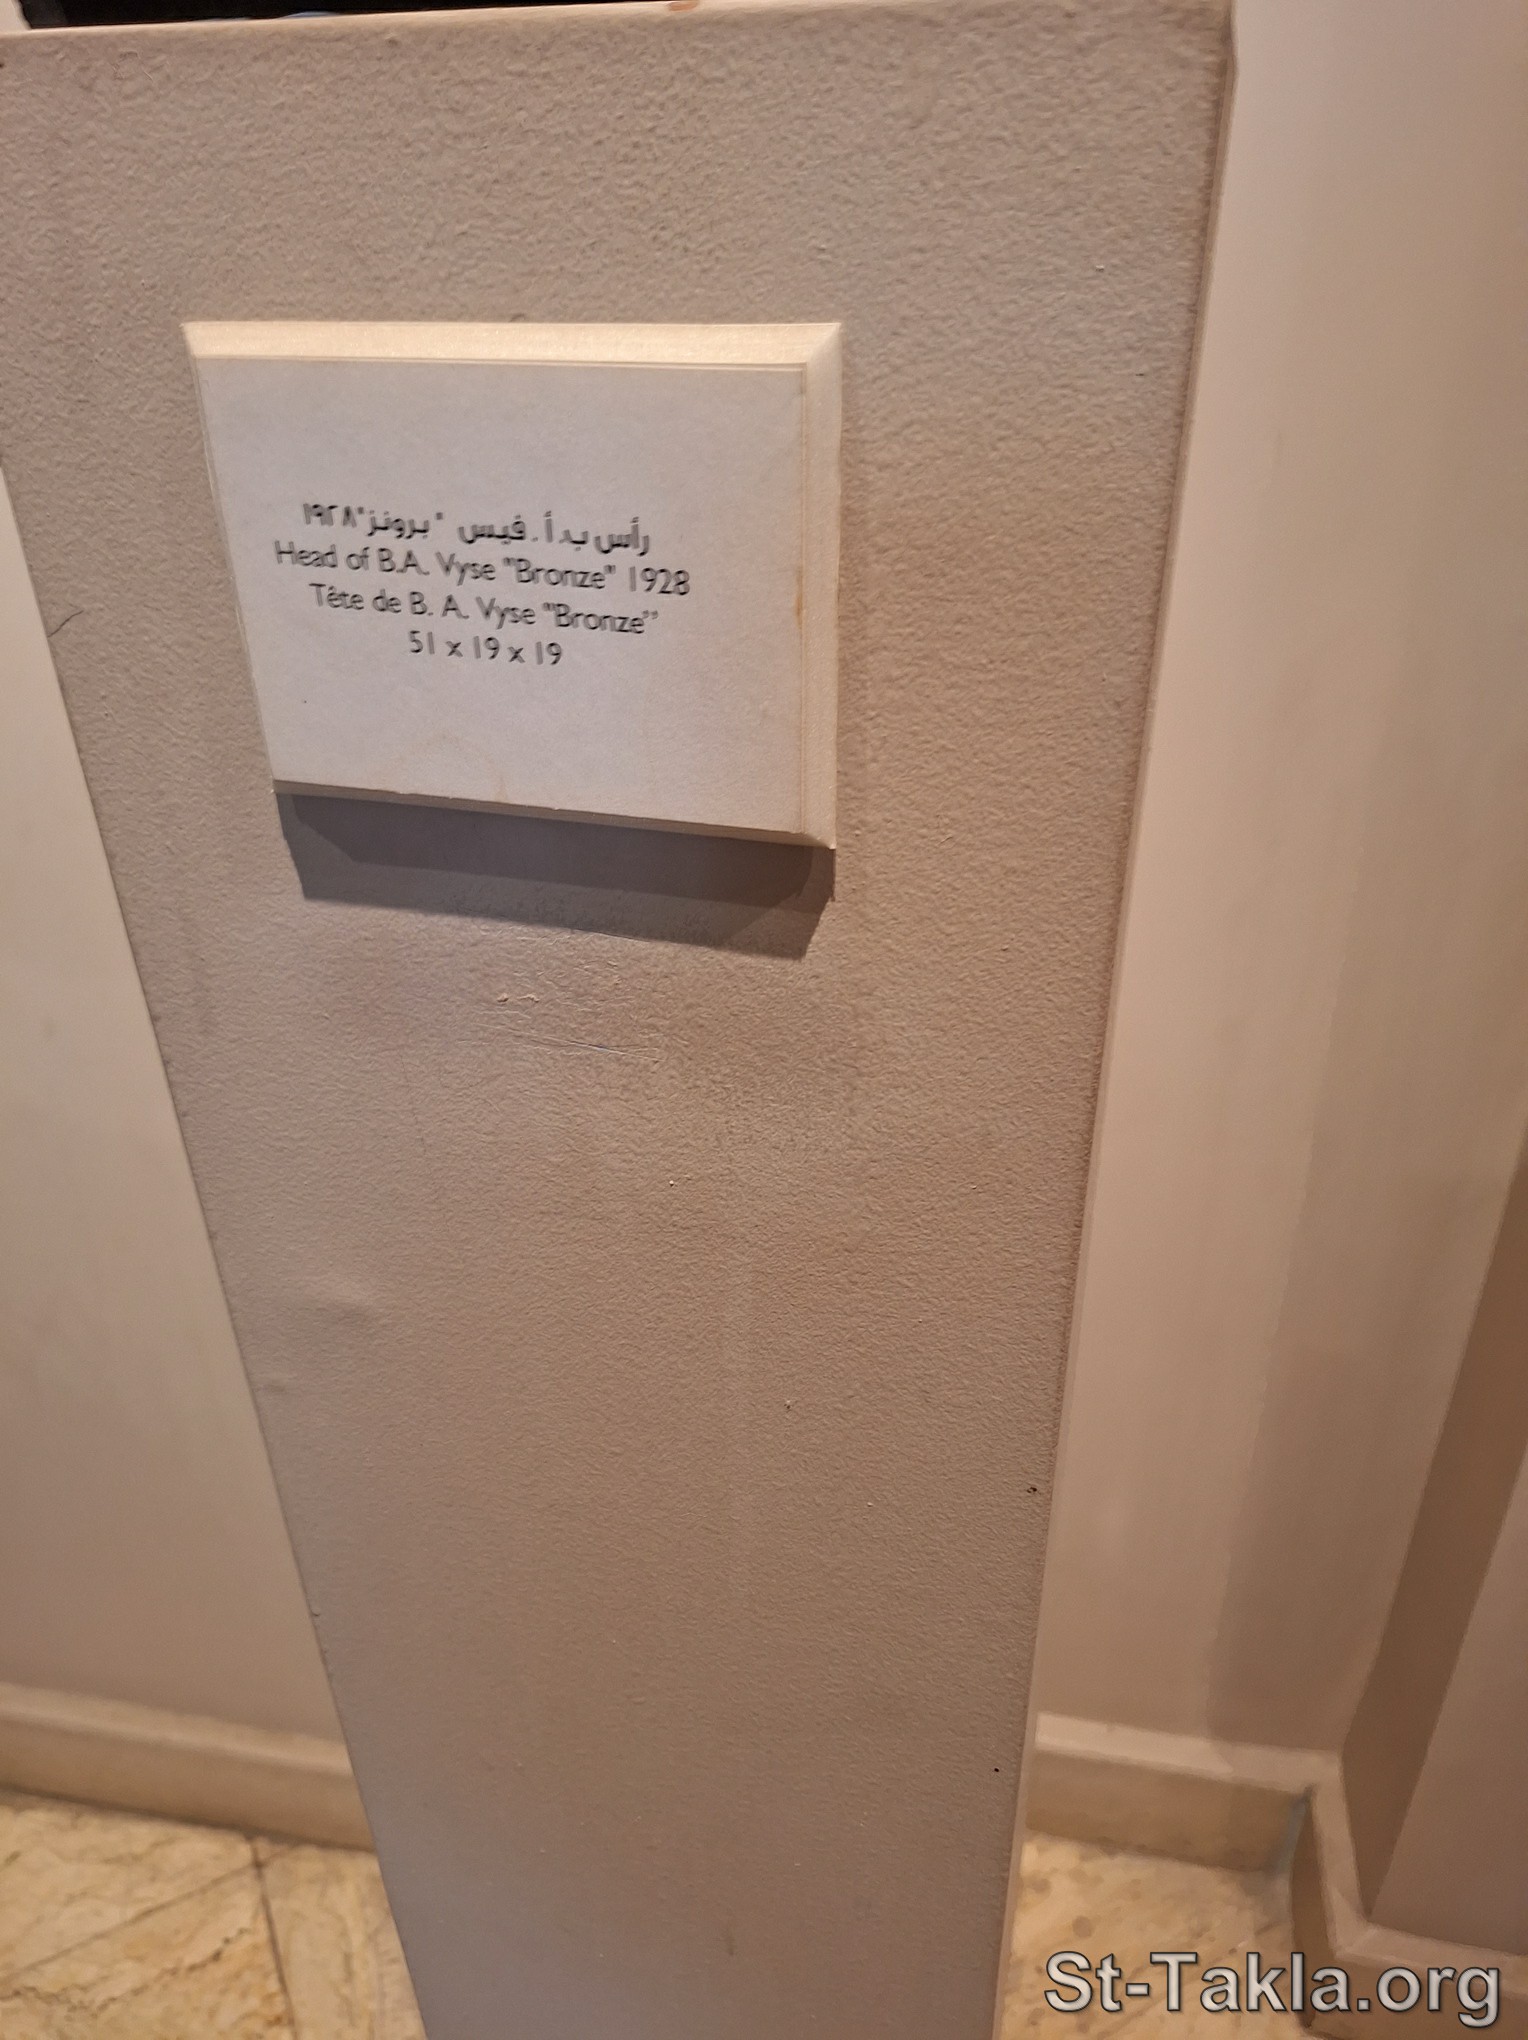 رأس ب.د أ. فيس "برونز" ١٩٢٨
Head of B.A. Vyse "Bronze" 1928
Tête de B. A. Vyse "Bronze"
51 x 19 x 19
St-Takla.org